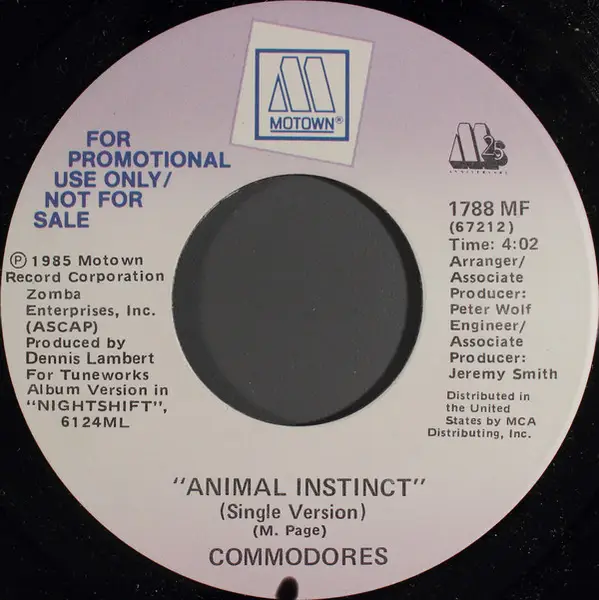 MOTOWN®
FOR
PROMOTIONAL
USE ONLY/
NOT FOR
SALE
M 25
ANNIVERSARY
1788 MF
(67212)
Time: 4:02
Arranger/
Associate
Producer:
Peter Wolf
Engineer/
Associate
Producer:
Jeremy Smith
Distributed in
the United
States by MCA
Distributing, Inc.
Ⓟ 1985 Motown
Record Corporation
Zomba
Enterprises, Inc.
(ASCAP)
Produced by
Dennis Lambert
For Tuneworks
Album Version in
"NIGHTSHIFT",
6124ML
"ANIMAL INSTINCT"
(Single Version)
(M. Page)
COMMODORES